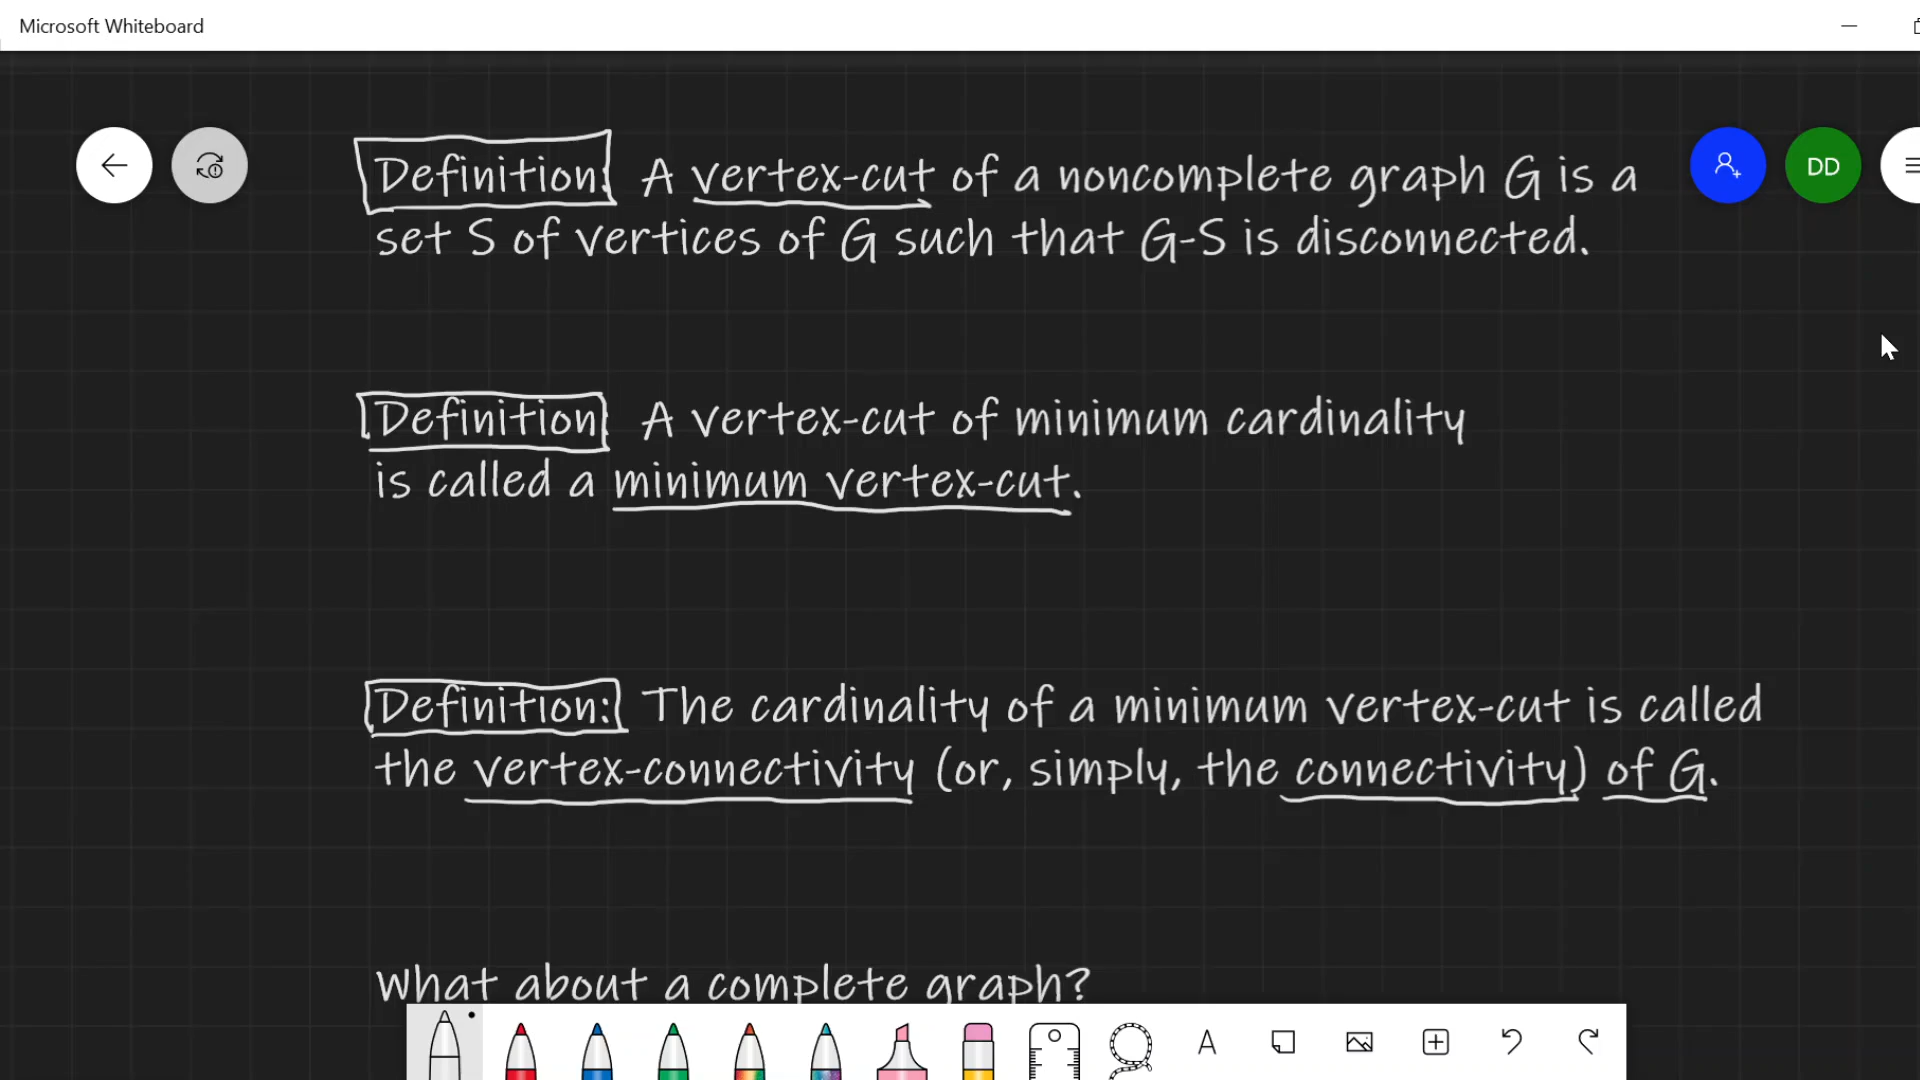 Microsoft Whiteboard
Definition: A vertex-cut of a noncomplete graph G is a
set S of vertices of G such that G-S is disconnected.
DD
Definition: A vertex-cut of minimum cardinality
is called a minimum vertex-cut.
Definition: The cardinality of a minimum vertex-cut is called
the vertex-connectivity (or, simply, the connectivity) of G.
What about a complete graph?
A